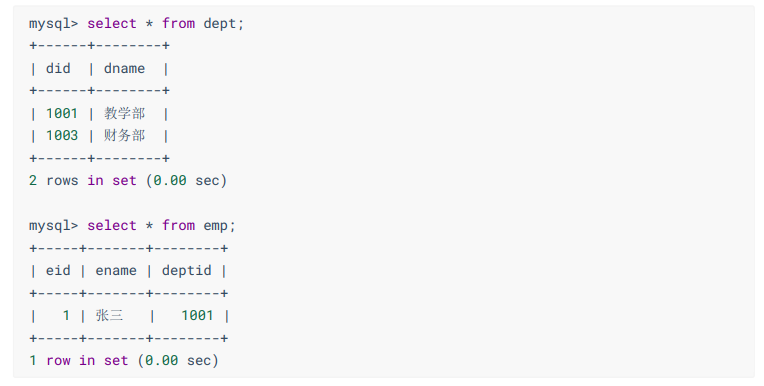 mysql> select * from dept;
+------+--------+
| did  | dname  |
+------+--------+
| 1001 | 教学部  |
| 1003 | 财务部  |
+------+--------+
2 rows in set (0.00 sec)
mysql> select * from emp;
+-----+-------+--------+
| eid | ename | deptid |
+-----+-------+--------+
|   1 | 张三   |   1001 |
+-----+-------+--------+
1 row in set (0.00 sec)